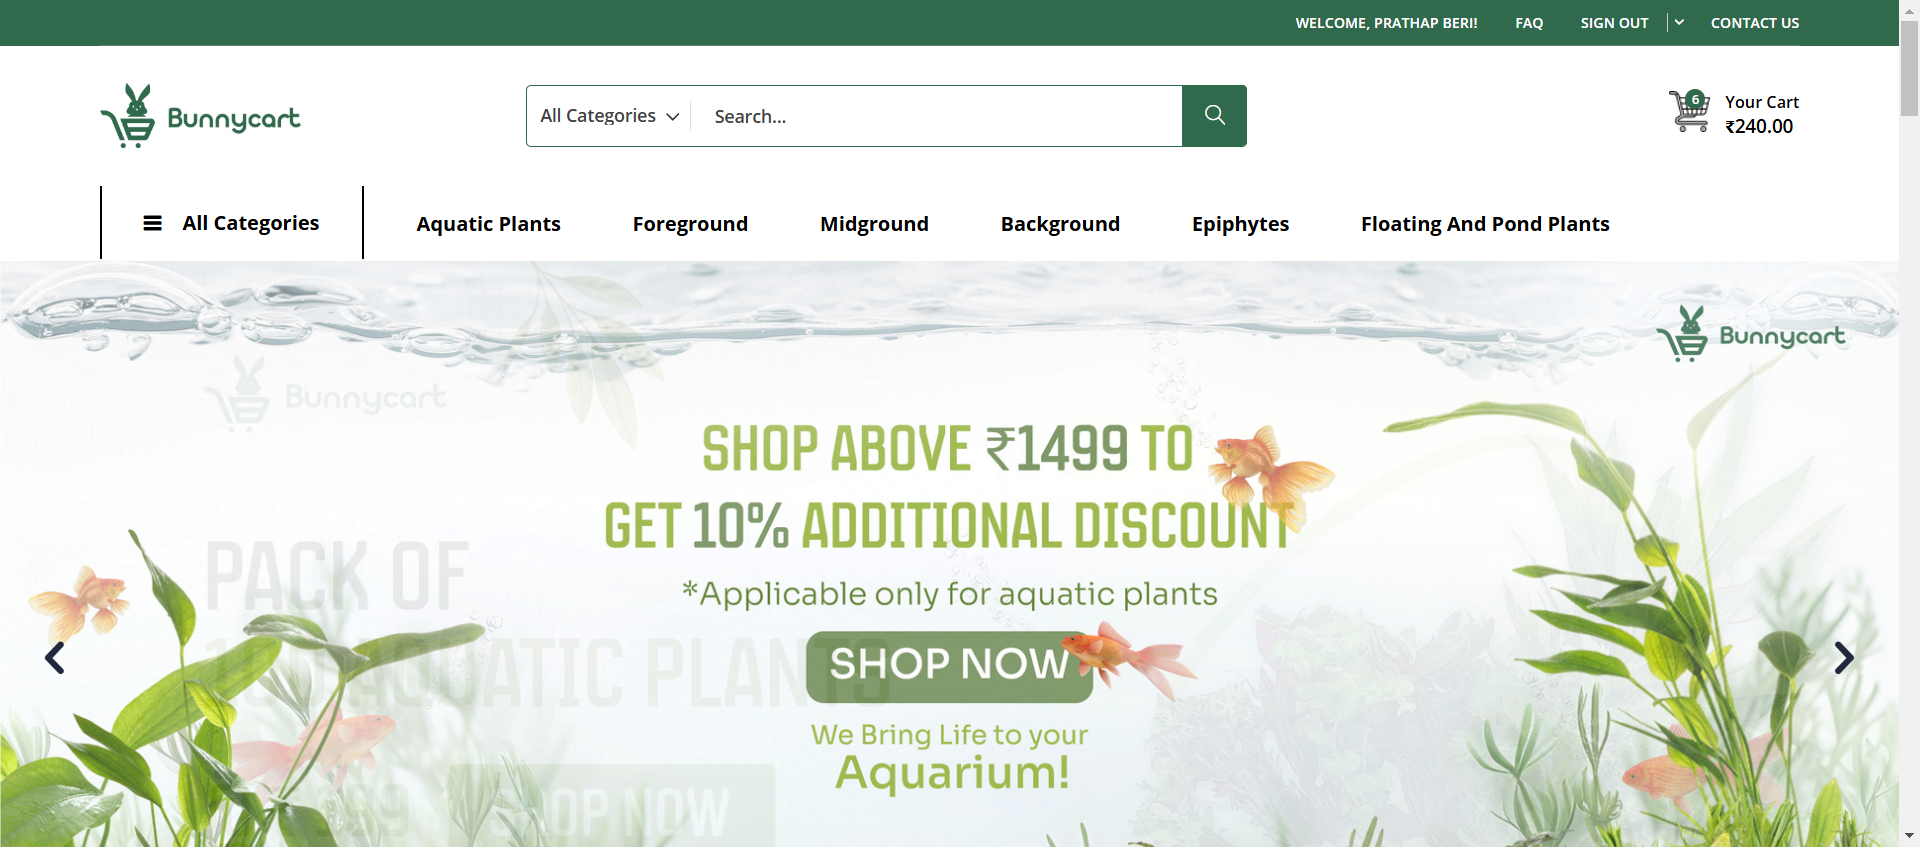 WELCOME, PRATHAP BERI! FAQ SIGN OUT CONTACT US
Bunnycart
All Categories Search...
6 Your Cart
₹240.00
All Categories Aquatic Plants Foreground Midground Background Epiphytes Floating And Pond Plants
Bunnycart
Bunnycart
SHOP ABOVE ₹1499 TO
GET 10% ADDITIONAL DISCOUNT
*Applicable only for aquatic plants
PACK OF
AQUATIC PLANTS
SHOP NOW
We Bring Life to your
Aquarium!
SHOP NOW